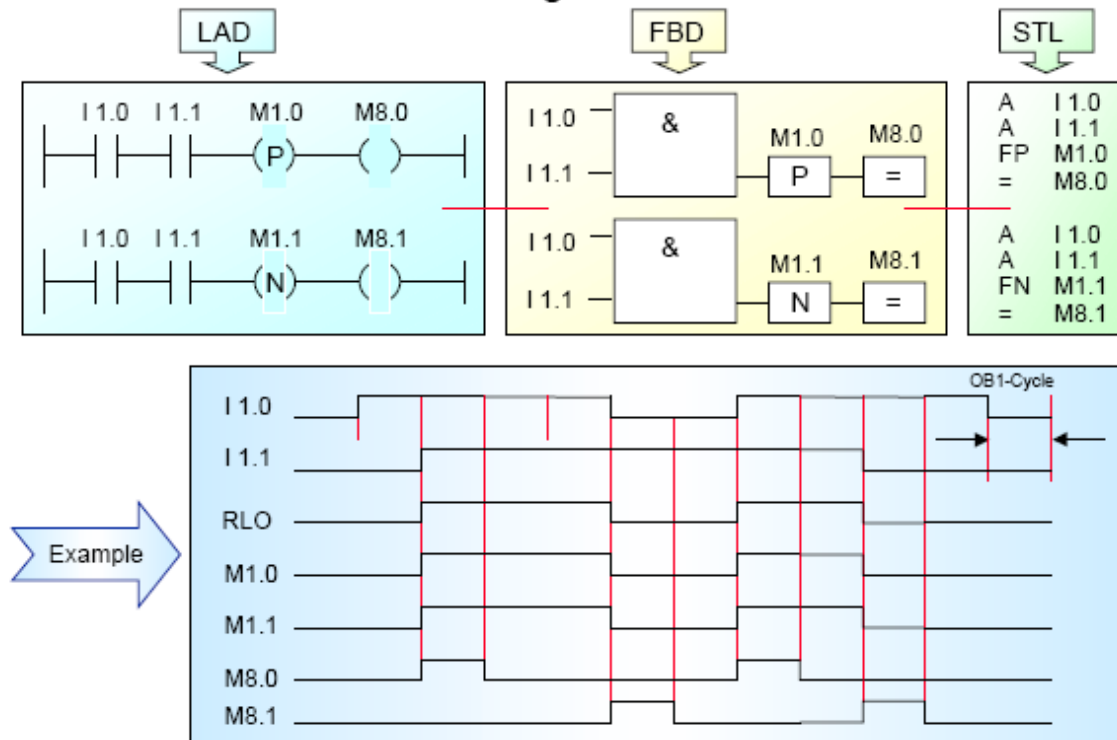 LAD
FBD
STL
I 1.0 I 1.1 M1.0 M8.0
P
I 1.0 I 1.1 M1.1 M8.1
N
I 1.0
&
M1.0 M8.0
I 1.1
P =
I 1.0
&
M1.1 M8.1
I 1.1
N =
A I 1.0
A I 1.1
FP M1.0
= M8.0
A I 1.0
A I 1.1
FN M1.1
= M8.1
Example
OB1-Cycle
I 1.0
I 1.1
RLO
M1.0
M1.1
M8.0
M8.1